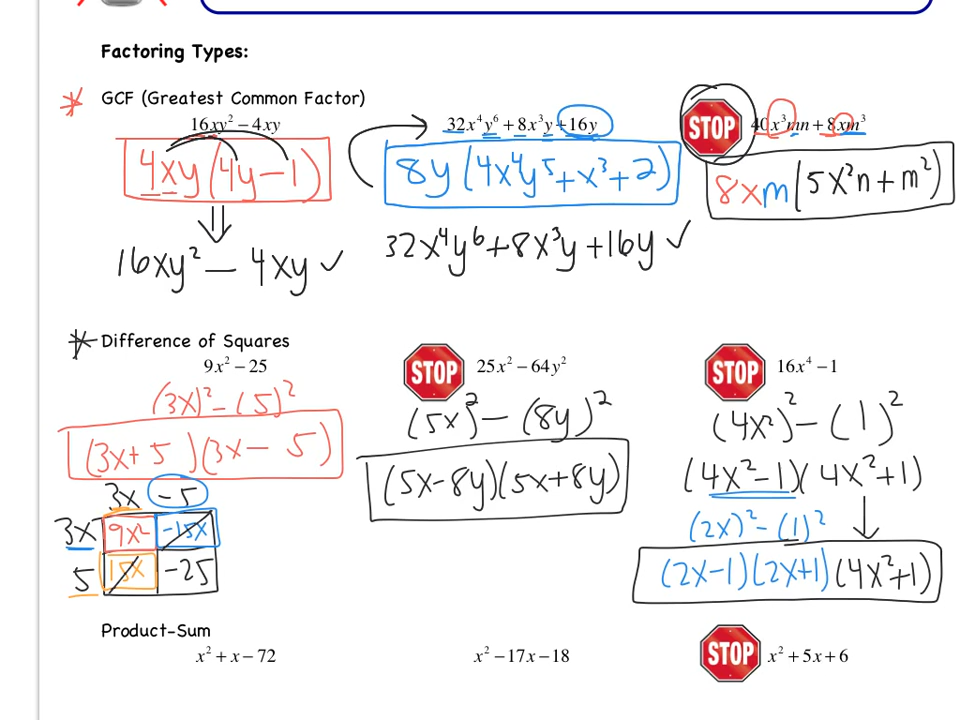 Factoring Types:
GCF (Greatest Common Factor)
16xy² – 4xy
32x⁴y⁶ + 8x³y + 16y
STOP
40x³mn + 8xm³
4xy(4y – 1)
8y(4x⁴y⁵ + x³ + 2)
8xm(5x²n + m²)
16xy² – 4xy ✓
32x⁴y⁶ + 8x³y + 16y ✓
Difference of Squares
9x² – 25
STOP 25x² – 64y²
STOP 16x⁴ – 1
(3x)² – (5)²
(5x)² – (8y)²
(4x²)² – (1)²
(3x + 5)(3x – 5)
(5x – 8y)(5x + 8y)
(4x² – 1)(4x² + 1)
3x – 5
3x 9x² –15x
5 15x –25
(2x)² – (1)²
(2x – 1)(2x + 1)(4x² + 1)
Product-Sum
x² + x – 72
x² – 17x – 18
STOP x² + 5x + 6